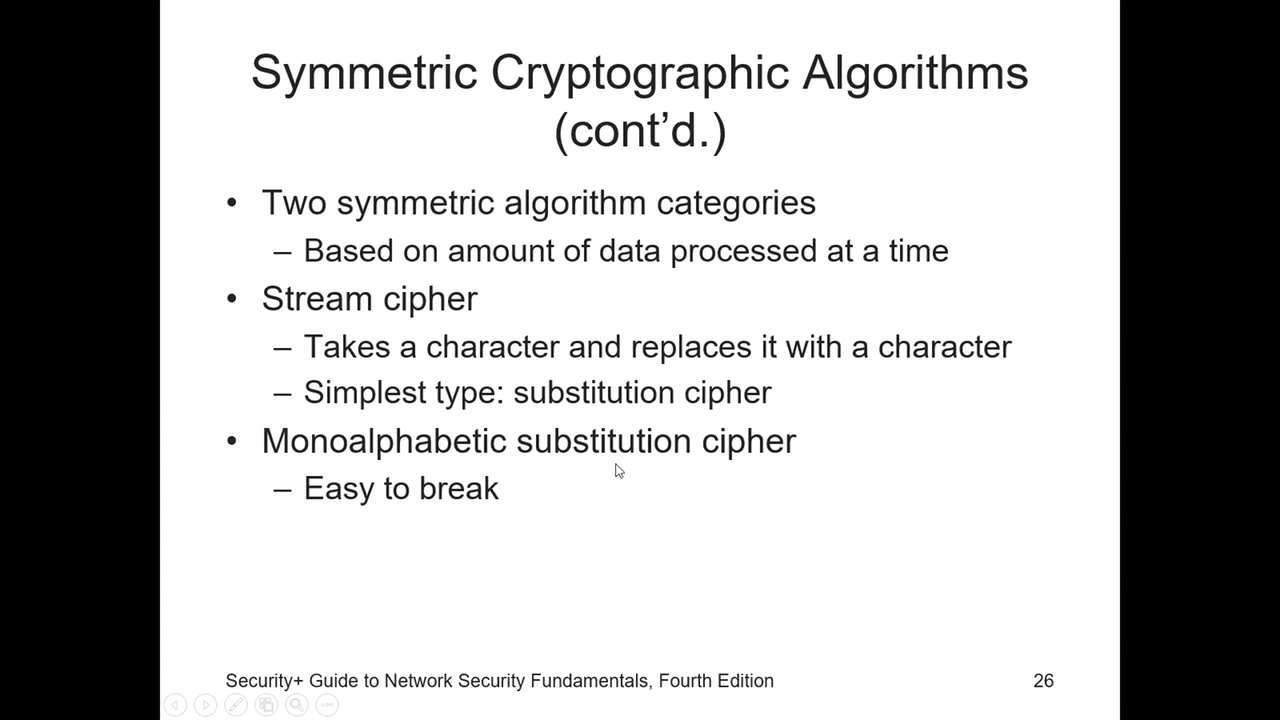 Symmetric Cryptographic Algorithms
(cont’d.)
• Two symmetric algorithm categories
– Based on amount of data processed at a time
• Stream cipher
– Takes a character and replaces it with a character
– Simplest type: substitution cipher
• Monoalphabetic substitution cipher
– Easy to break
Security+ Guide to Network Security Fundamentals, Fourth Edition
26